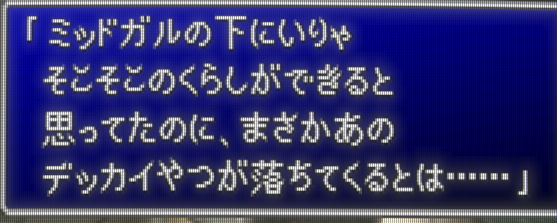 「ミッドガルの下にいりゃ
そこそこのくらしができると
思ってたのに、まさかあの
デッカイやつが落ちてくるとは……」